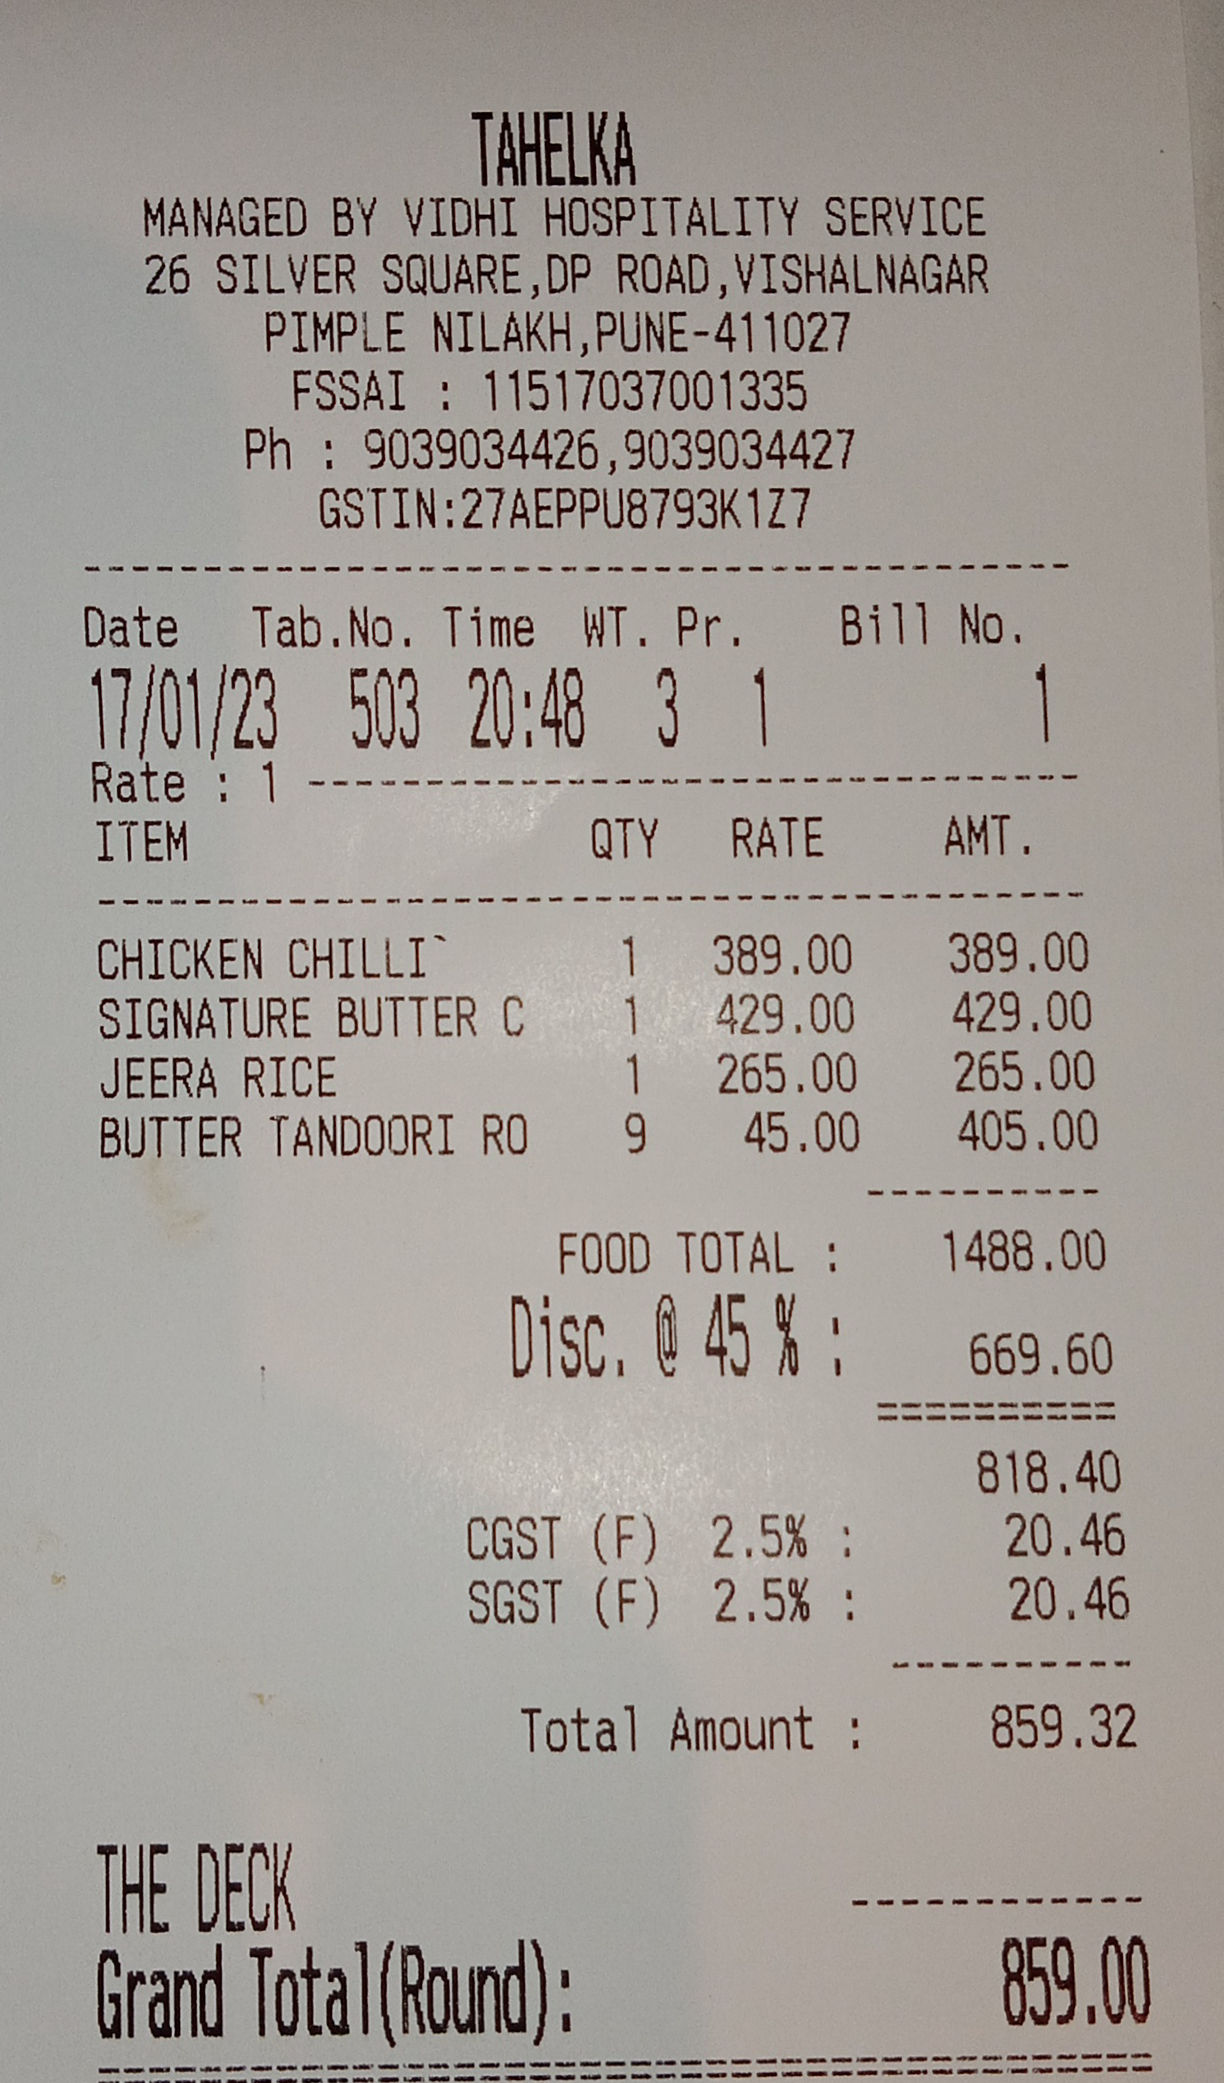 TAHELKA
MANAGED BY VIDHI HOSPITALITY SERVICE
26 SILVER SQUARE,DP ROAD,VISHALNAGAR
PIMPLE NILAKH,PUNE-411027
FSSAI : 11517037001335
Ph : 9039034426,9039034427
GSTIN:27AEPPU8793K1Z7
Date Tab.No. Time WT. Pr. Bill No.
17/01/23 503 20:48 3 1 1
Rate : 1
ITEM QTY RATE AMT.
CHICKEN CHILLI` 1 389.00 389.00
SIGNATURE BUTTER C 1 429.00 429.00
JEERA RICE 1 265.00 265.00
BUTTER TANDOORI RO 9 45.00 405.00
FOOD TOTAL : 1488.00
Disc. @ 45 % : 669.60
818.40
CGST (F) 2.5% : 20.46
SGST (F) 2.5% : 20.46
Total Amount : 859.32
THE DECK
Grand Total(Round): 859.00